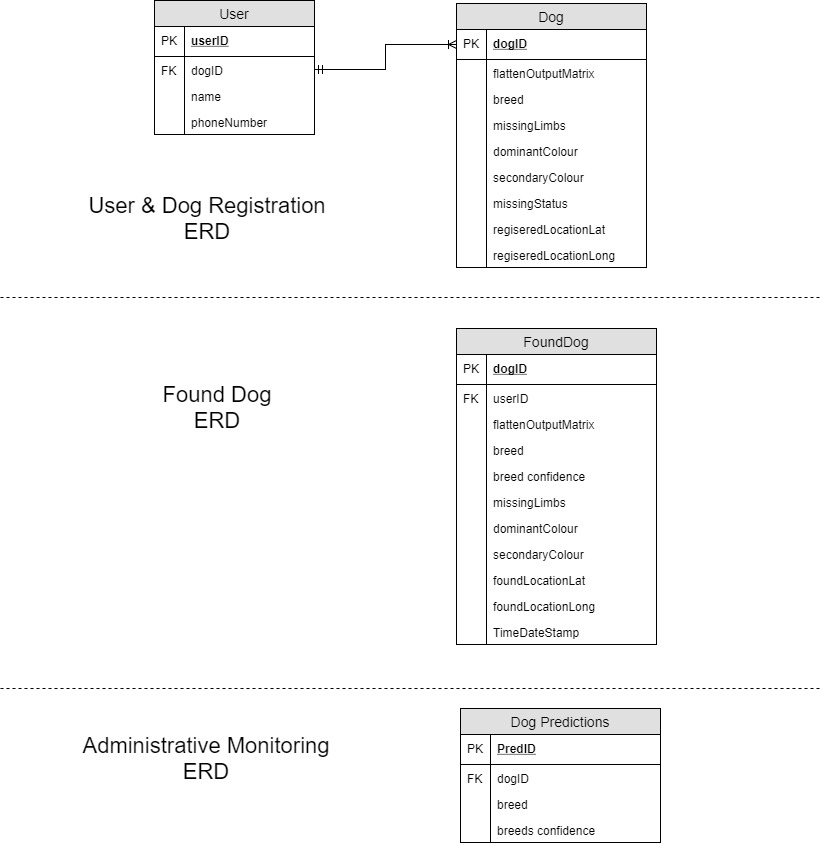 User
PK userID
FK dogID
name
phoneNumber
Dog
PK dogID
flattenOutputMatrix
breed
missingLimbs
dominantColour
secondaryColour
missingStatus
regiseredLocationLat
regiseredLocationLong
User & Dog Registration
ERD
Found Dog
ERD
FoundDog
PK dogID
FK userID
flattenOutputMatrix
breed
breed confidence
missingLimbs
dominantColour
secondaryColour
foundLocationLat
foundLocationLong
TimeDateStamp
Administrative Monitoring
ERD
Dog Predictions
PK PredID
FK dogID
breed
breeds confidence